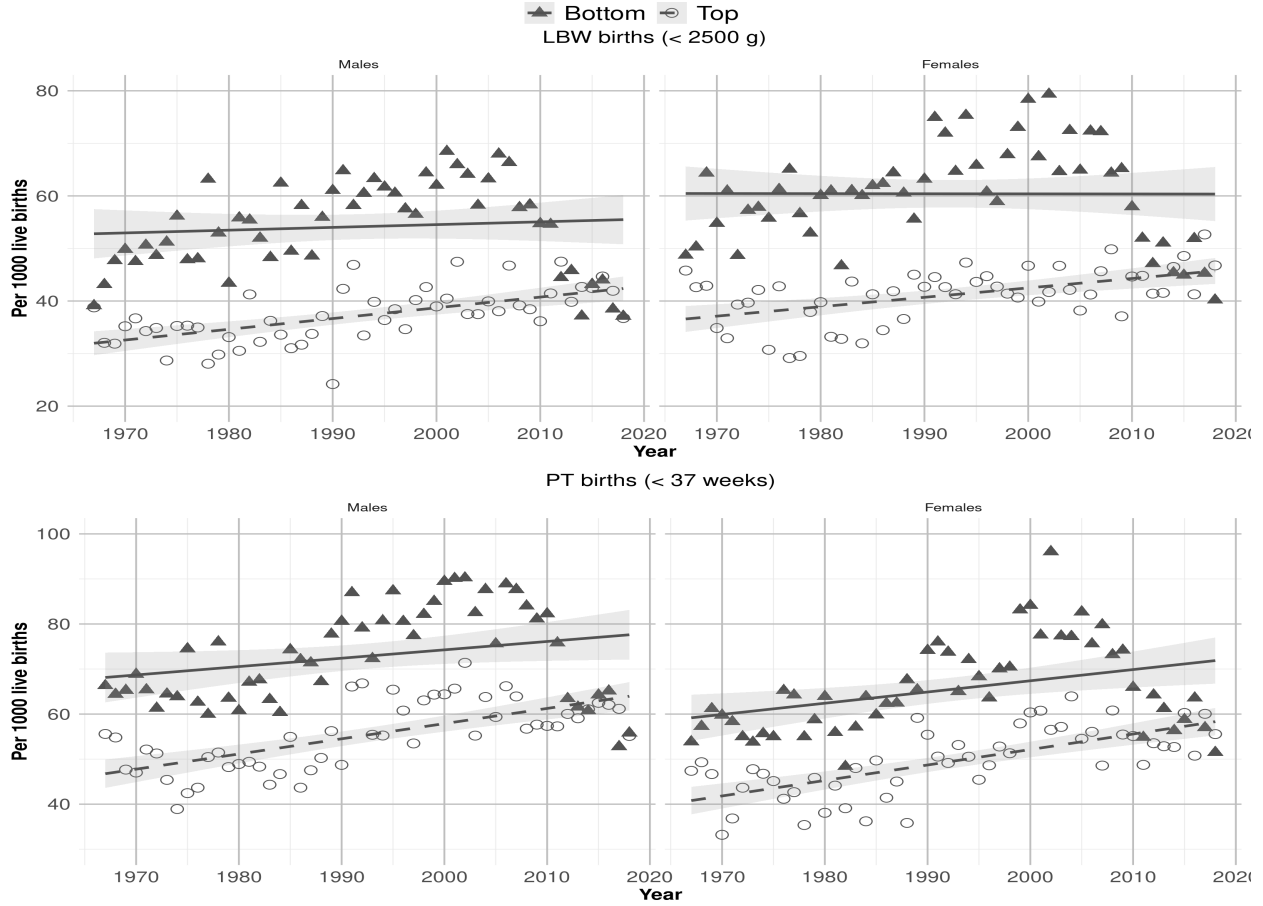 Bottom Top
LBW births (< 2500 g)
Males Females
Per 1000 live births
80
60
40
20
1970 1980 1990 2000 2010 2020 1970 1980 1990 2000 2010 2020
Year
PT births (< 37 weeks)
Males Females
Per 1000 live births
100
80
60
40
1970 1980 1990 2000 2010 2020 1970 1980 1990 2000 2010 2020
Year